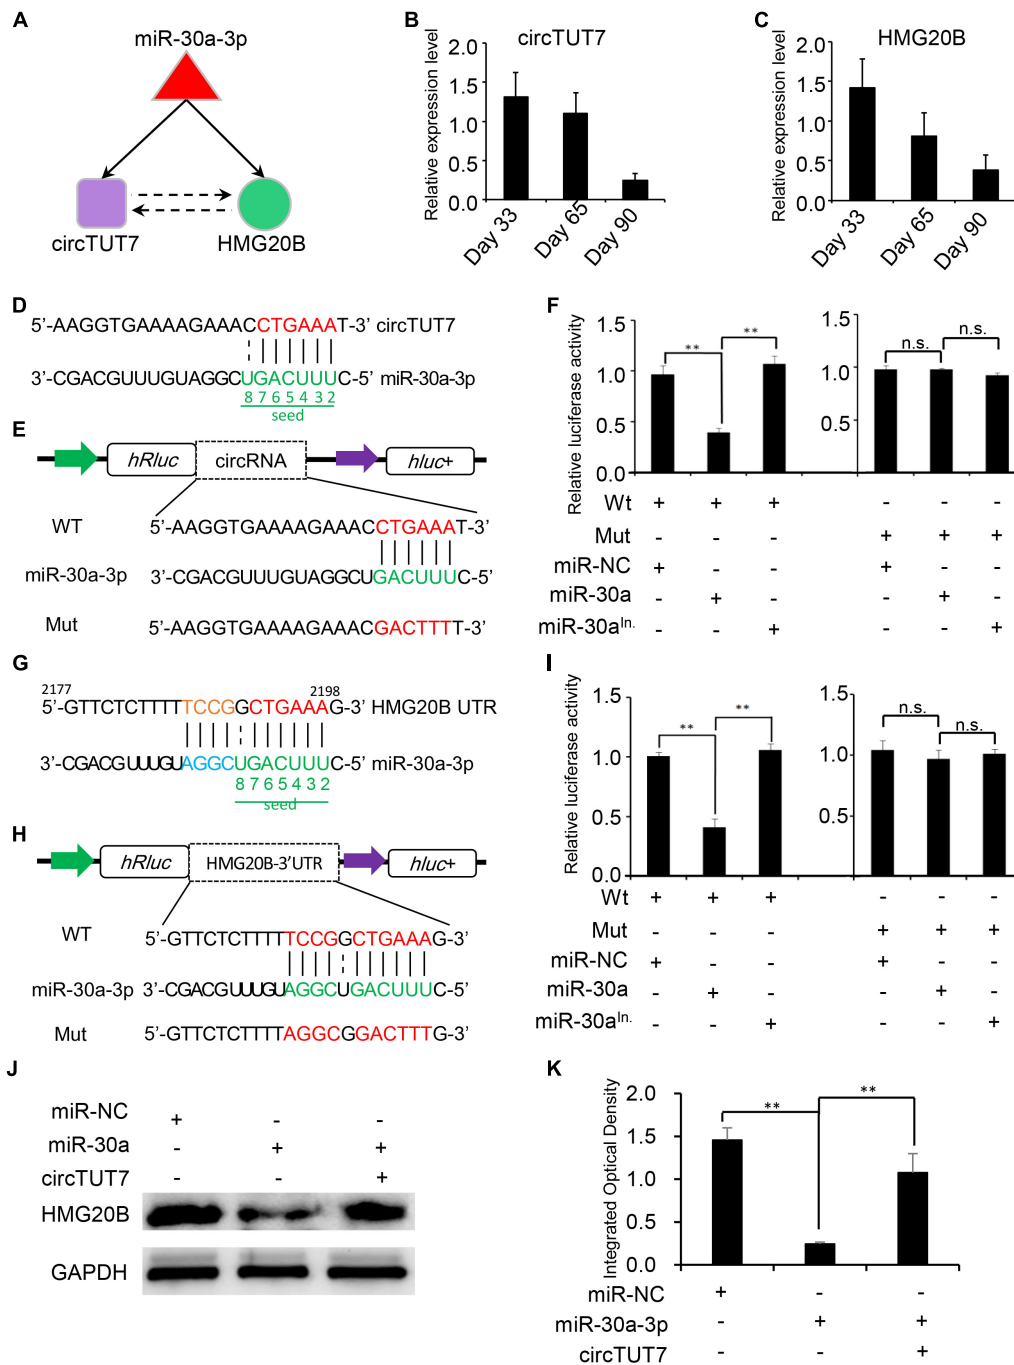 A
miR-30a-3p
circTUT7
HMG20B
B
circTUT7
Relative expression level
2.0
1.5
1.0
0.5
0.0
Day 33
Day 65
Day 90
C
HMG20B
Relative expression level
2.0
1.5
1.0
0.5
0.0
Day 33
Day 65
Day 90
D
5'-AAGGTGAAAAGAAACCTGAAAT-3' circTUT7
3'-CGACGUUUGUAGGCUGACUUUC-5' miR-30a-3p
8 7 6 5 4 3 2
seed
E
hRluc
circRNA
hluc+
WT
5'-AAGGTGAAAAGAAACCTGAAAT-3'
miR-30a-3p
3'-CGACGUUUGUAGGCUGACUUUC-5'
Mut
5'-AAGGTGAAAAGAAACGACTTTT-3'
F
Relative luciferase activity
1.5
1.0
0.5
0.0
** **
1.5
1.0
0.5
n.s. n.s.
Wt + + + - - -
Mut - - - + + +
miR-NC + - - + - -
miR-30a - + - - + -
miR-30a In. - - + - - +
G
2177 2198
5'-GTTCTCTTTTTCCGGCTGAAAG-3' HMG20B UTR
3'-CGACGUUUGUAGGCUGACUUUC-5' miR-30a-3p
8 7 6 5 4 3 2
seed
H
hRluc
HMG20B-3'UTR
hluc+
WT
5'-GTTCTCTTTTTCCGGCTGAAAG-3'
miR-30a-3p
3'-CGACGUUUGUAGGCUGACUUUC-5'
Mut
5'-GTTCTCTTTTAGGCGGACTTTG-3'
I
Relative luciferase activity
1.5
1.0
0.5
0.0
** **
1.5
1.0
0.5
n.s. n.s.
Wt + + + - - -
Mut - - - + + +
miR-NC + - - + - -
miR-30a - + - - + -
miR-30a In. - - + - - +
J
miR-NC + - -
miR-30a - + +
circTUT7 - - +
HMG20B
GAPDH
K
Integrated Optical Density
2.0
1.5
1.0
0.5
0.0
** **
miR-NC + - -
miR-30a-3p - + +
circTUT7 - - +